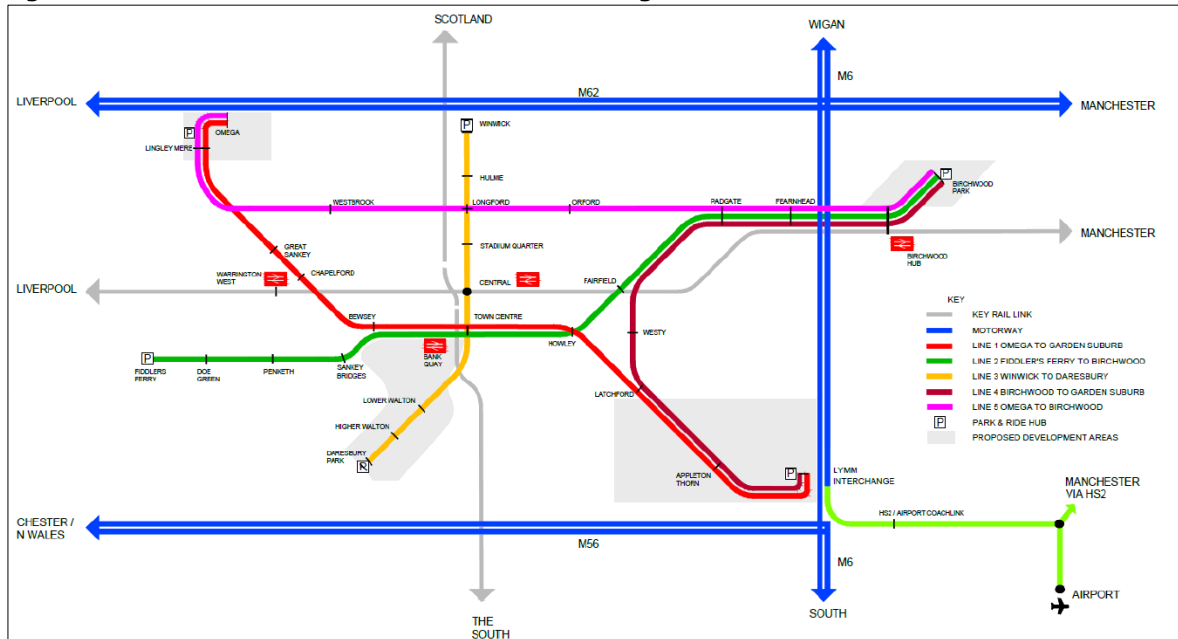 SCOTLAND
WIGAN
M6
M62
LIVERPOOL
MANCHESTER
P
OMEGA
LINGLEY MERE
P
WINWICK
HULME
WESTBROOK
LONGFORD
ORFORD
PADGATE
FEARNHEAD
P
BIRCHWOOD
PARK
STADIUM QUARTER
GREAT
SANKEY
CHAPELFORD
WARRINGTON
WEST
CENTRAL
FAIRFIELD
BIRCHWOOD
HUB
MANCHESTER
LIVERPOOL
BEWSEY
TOWN CENTRE
HOWLEY
WESTY
BANK
QUAY
P
FIDDLERS
FERRY
DOE
GREEN
PENKETH
SANKEY
BRIDGES
LATCHFORD
LOWER WALTON
HIGHER WALTON
DARESBURY
PARK
P
APPLETON
THORN
P
KEY
KEY RAIL LINK
MOTORWAY
LINE 1 OMEGA TO GARDEN SUBURB
LINE 2 FIDDLER'S FERRY TO BIRCHWOOD
LINE 3 WINWICK TO DARESBURY
LINE 4 BIRCHWOOD TO GARDEN SUBURB
LINE 5 OMEGA TO BIRCHWOOD
P PARK & RIDE HUB
PROPOSED DEVELOPMENT AREAS
LYMM
INTERCHANGE
MANCHESTER
VIA HS2
HS2 / AIRPORT COACHLINK
CHESTER /
N WALES
M56
M6
AIRPORT
THE
SOUTH
SOUTH